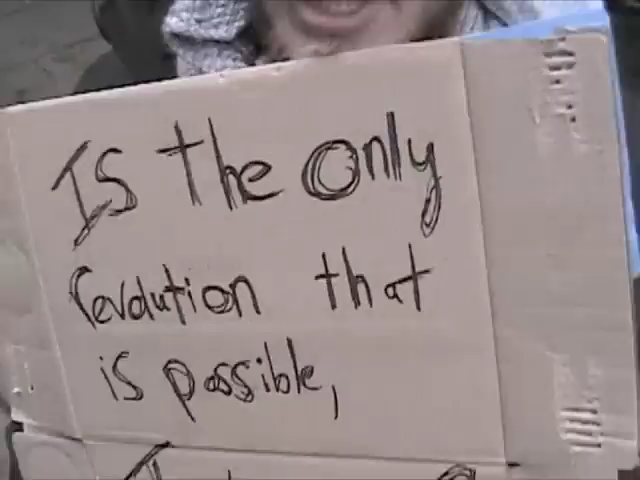 Is the only
revolution that
is possible,